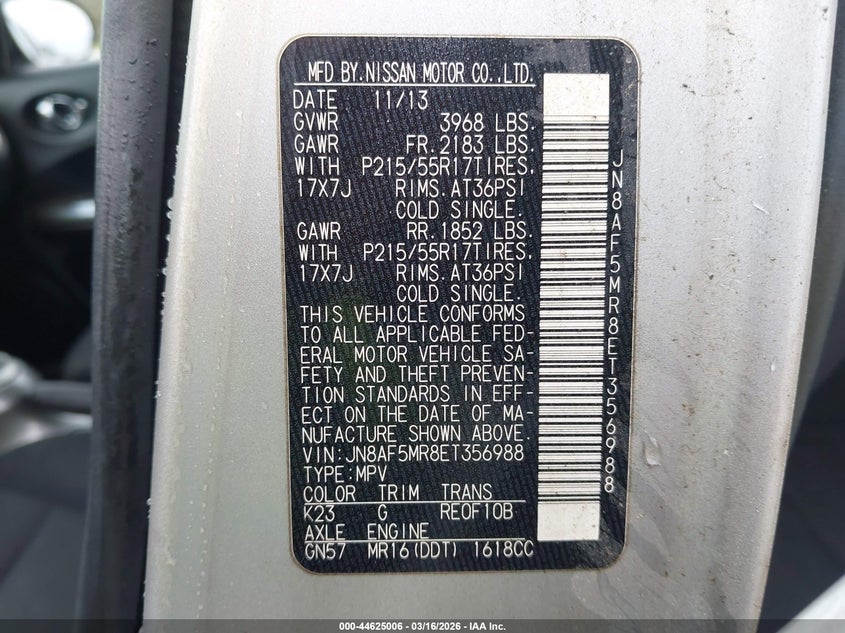 MFD BY.NISSAN MOTOR CO.,LTD.
DATE 11/13
GVWR 3968 LBS.
GAWR FR.2183 LBS.
WITH P215/55R17TIRES,
17X7J RIMS.AT36PSI
COLD SINGLE.
GAWR RR.1852 LBS.
WITH P215/55R17TIRES,
17X7J RIMS.AT36PSI
COLD SINGLE.
THIS VEHICLE CONFORMS
TO ALL APPLICABLE FED-
ERAL MOTOR VEHICLE SA-
FETY AND THEFT PREVEN-
TION STANDARDS IN EFF-
ECT ON THE DATE OF MA-
NUFACTURE SHOWN ABOVE.
VIN:JN8AF5MR8ET356988
TYPE:MPV
COLOR TRIM TRANS
K23 G RE0F10B
AXLE ENGINE
GN57 MR16(DDT) 1618CC
JN8AF5MR8ET356988
000-44625006 - 03/16/2026 - IAA Inc.